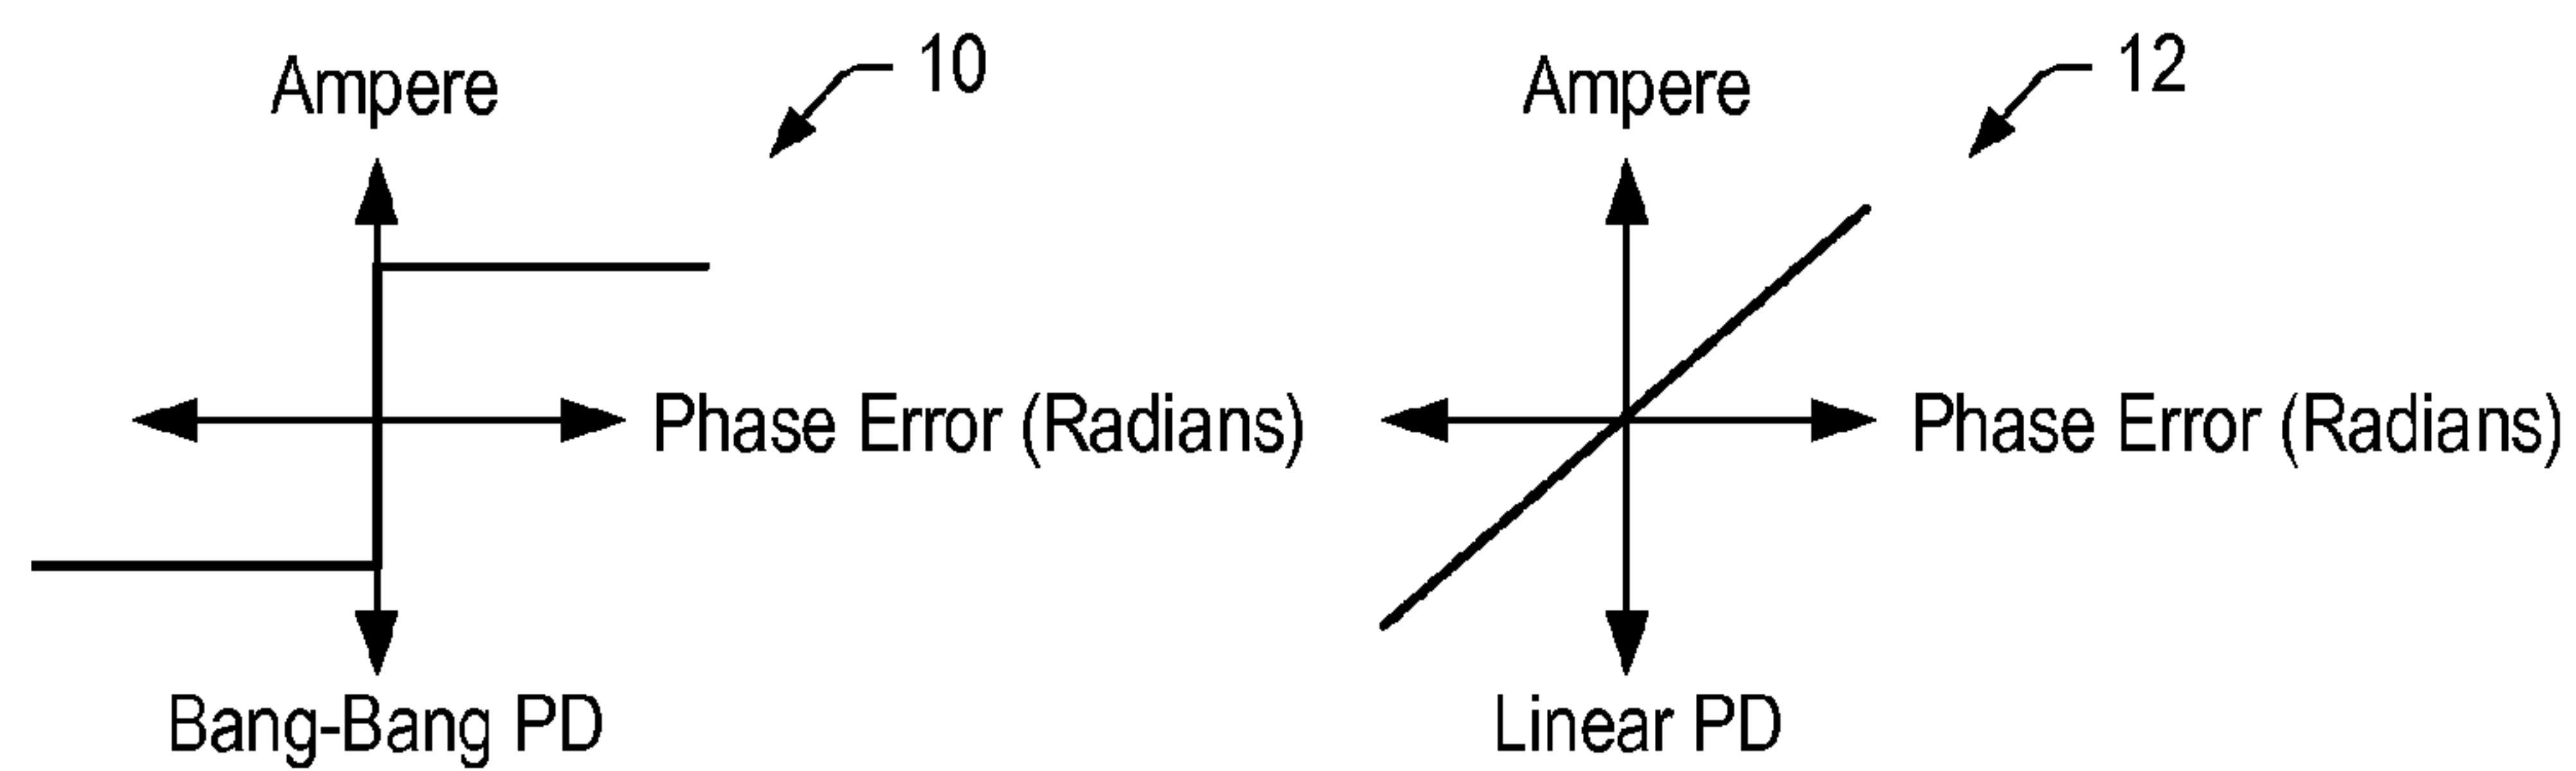 Ampere
10
Phase Error (Radians)
Bang-Bang PD
Ampere
12
Phase Error (Radians)
Linear PD